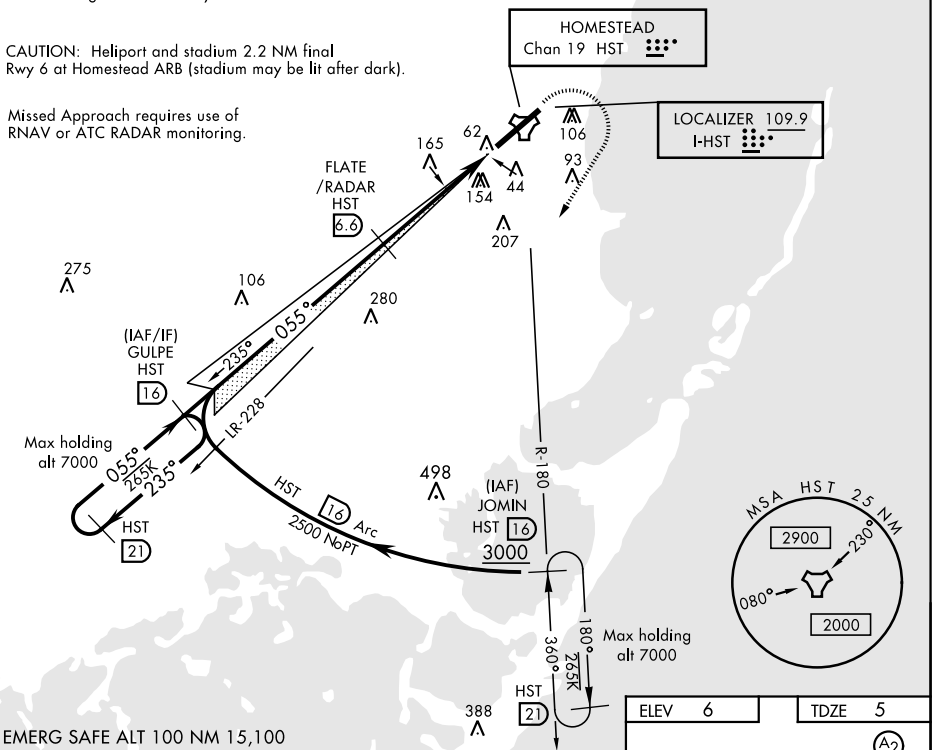 HOMESTEAD
Chan 19 HST
CAUTION: Heliport and stadium 2.2 NM final
Rwy 6 at Homestead ARB (stadium may be lit after dark).
Missed Approach requires use of
RNAV or ATC RADAR monitoring.
LOCALIZER 109.9
I-HST
106
62
165
93
44
154
FLATE
/RADAR
HST
6.6
207
275
106
280
055°
235°
(IAF/IF)
GULPE
HST
16
LR-228
Max holding
alt 7000
055°
265K
235°
HST
21
HST 16 Arc
2500 NoPT
498
R-180
(IAF)
JOMIN
HST 16
3000
MSA HST 25 NM
2900
230°
080°
2000
360°
180°
265K
Max holding
alt 7000
HST
21
388
ELEV 6
TDZE 5
A2
EMERG SAFE ALT 100 NM 15,100